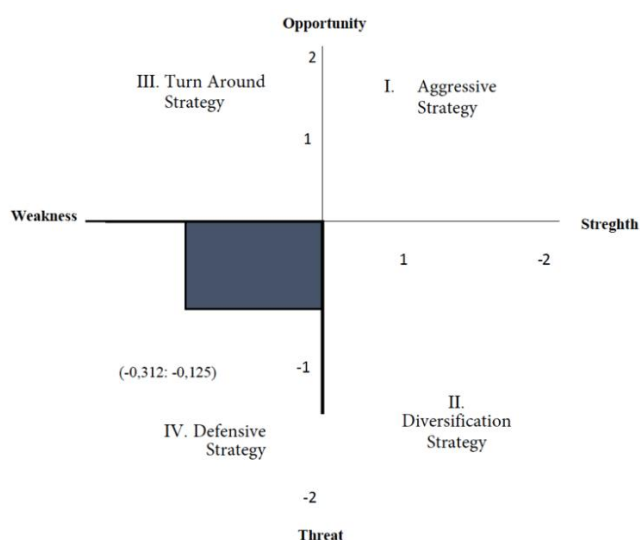 Opportunity
2
III. Turn Around
Strategy
I. Aggressive
Strategy
1
Weakness
Streghth
1
-2
-1
(-0,312: -0,125)
II.
Diversification
Strategy
IV. Defensive
Strategy
-2
Threat